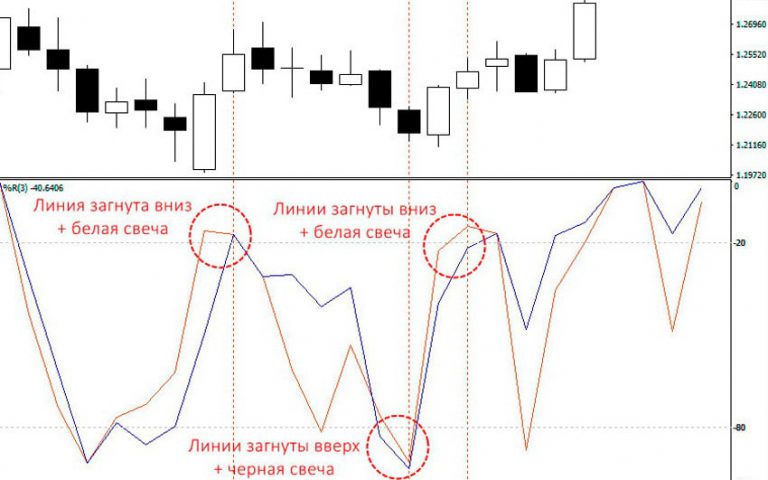 1.26960
1.25520
1.24080
1.22600
1.21160
1.19720
%R(3) -40.6406
0
Линия загнута вниз
+ белая свеча
Линии загнуты вниз
+ белая свеча
-20
-80
Линии загнуты вверх
+ черная свеча